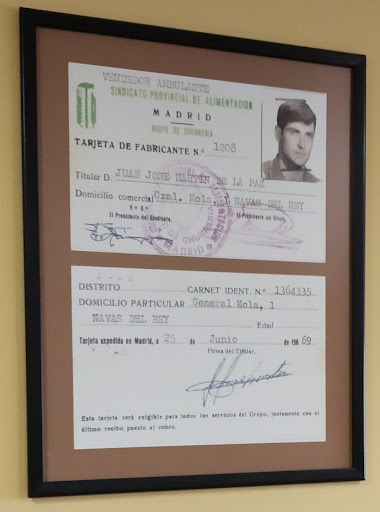 VENDEDOR AMBULANTE
SINDICATO PROVINCIAL DE ALIMENTACION
MADRID
GRUPO DE CHURRERIA
TARJETA DE FABRICANTE N.º 1208
Titular D. JUAN JOSE MARTIN DE LA PAZ
Domicilio comercial Gral. Mola, 1 NAVAS DEL REY
V.º B.º
El Presidente del Sindicato, El Presidente del Grupo,
MADRID
DISTRITO CARNET IDENT. N.º 1364335
DOMICILIO PARTICULAR General Mola, 1
NAVAS DEL REY Edad
Tarjeta expedida en Madrid, a 25 de Junio de 1969
Firma del Titular,
Esta tarjeta será exigible para todos los servicios del Grupo, juntamente con el
último recibo puesto al cobro.